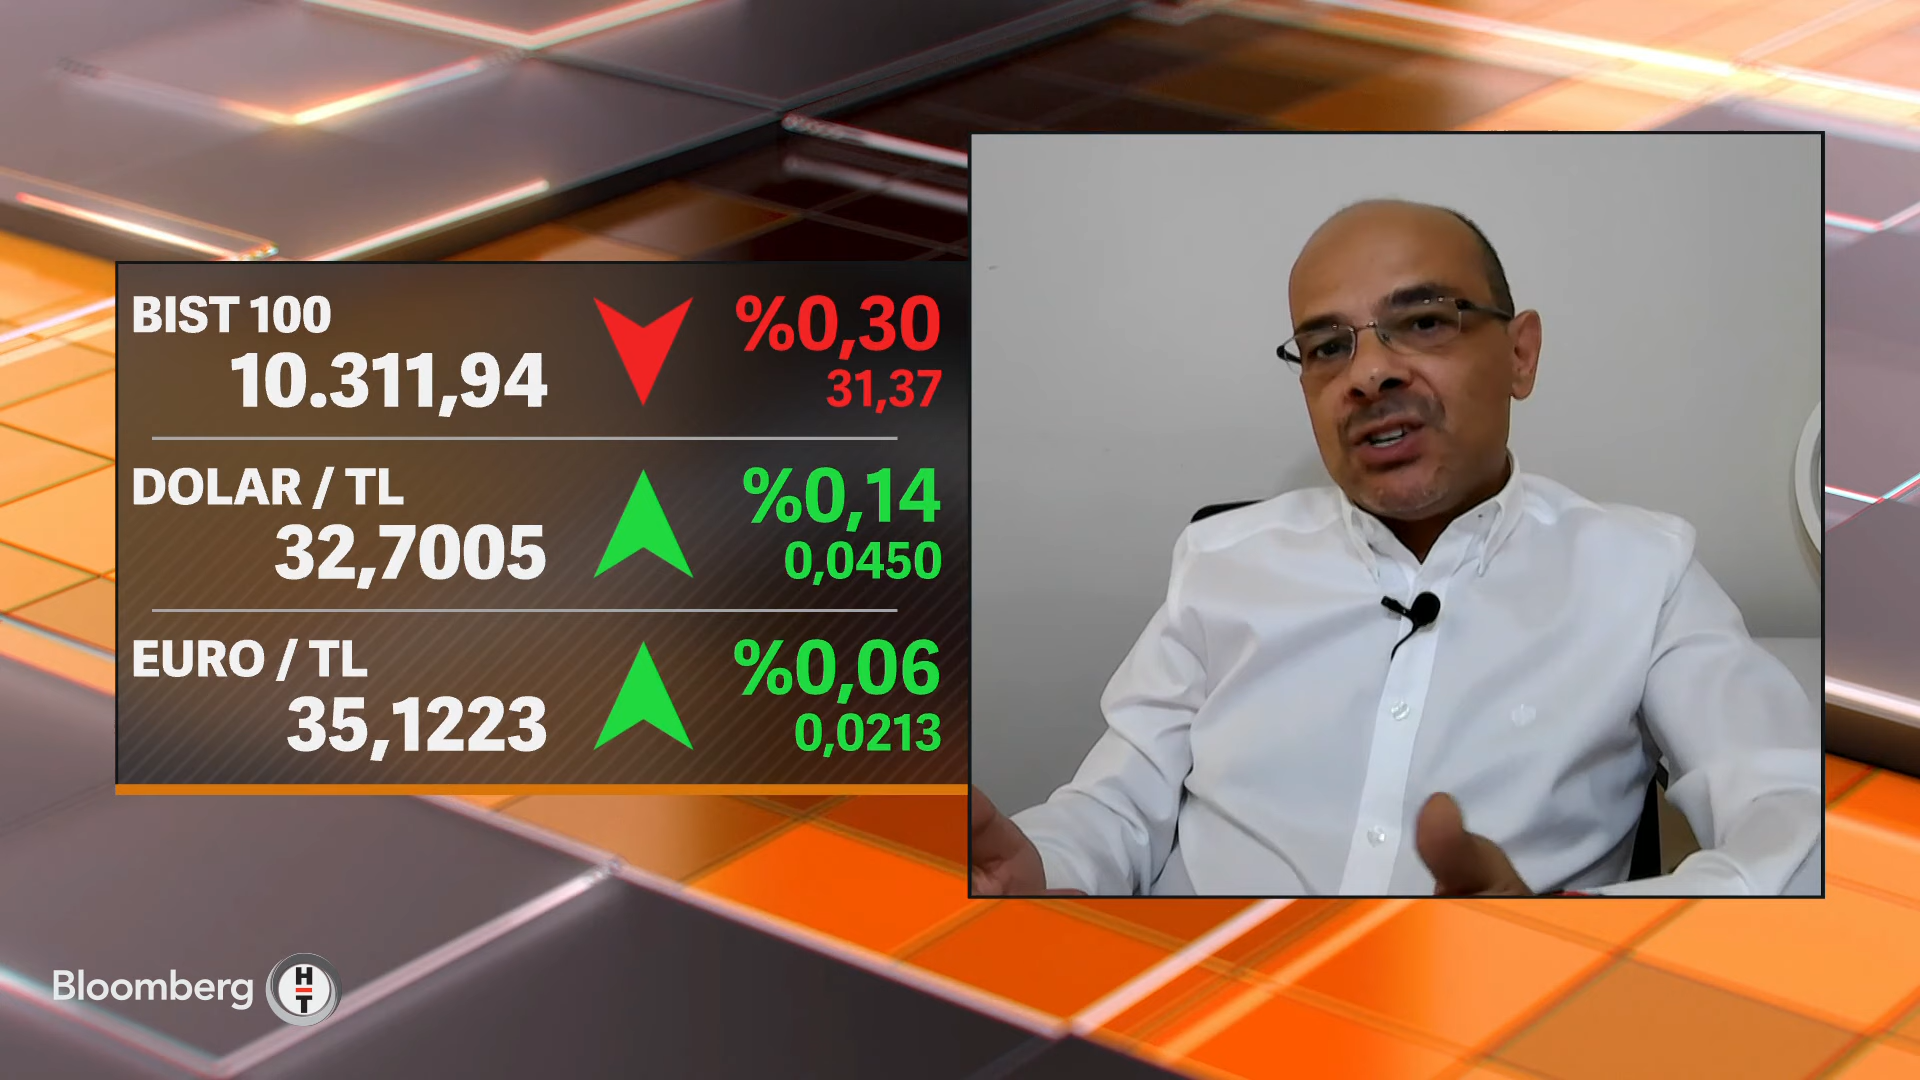 BIST 100
10.311,94
%0,30
31,37
DOLAR / TL
32,7005
%0,14
0,0450
EURO / TL
35,1223
%0,06
0,0213
Bloomberg HT